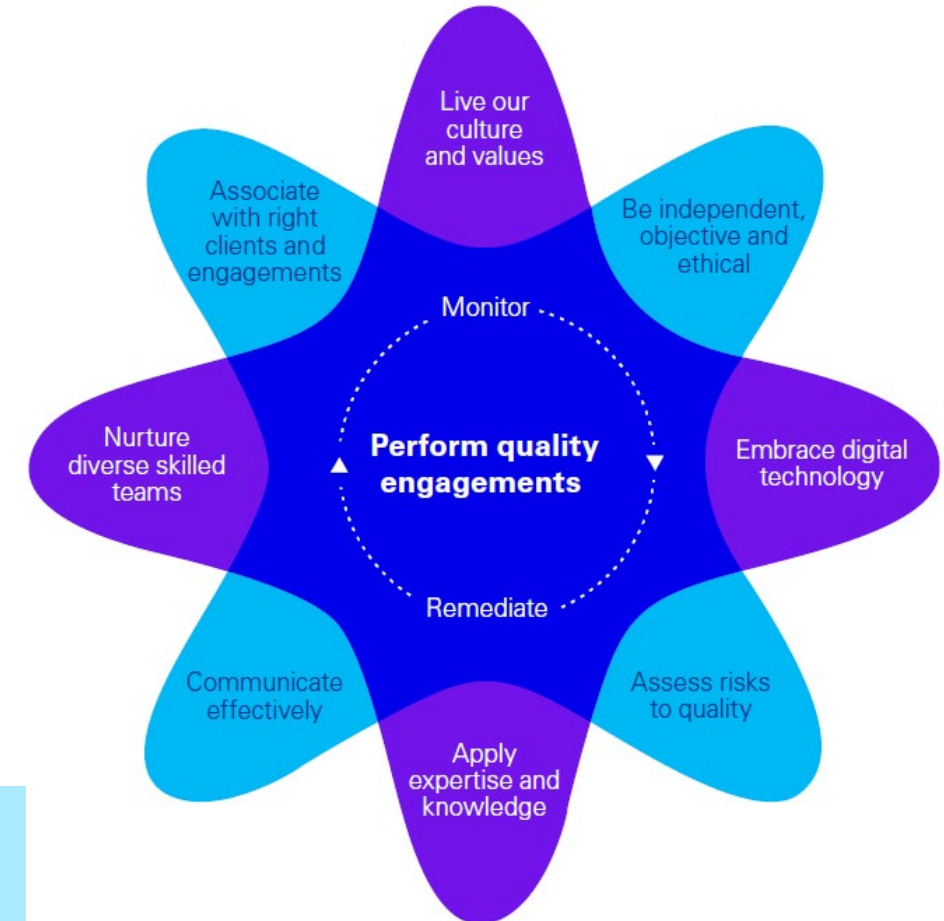 Live our
culture
and values
Be independent,
objective and
ethical
Embrace digital
technology
Assess risks
to quality
Apply
expertise and
knowledge
Communicate
effectively
Nurture
diverse skilled
teams
Associate
with right
clients and
engagements
Monitor
Perform quality
engagements
Remediate